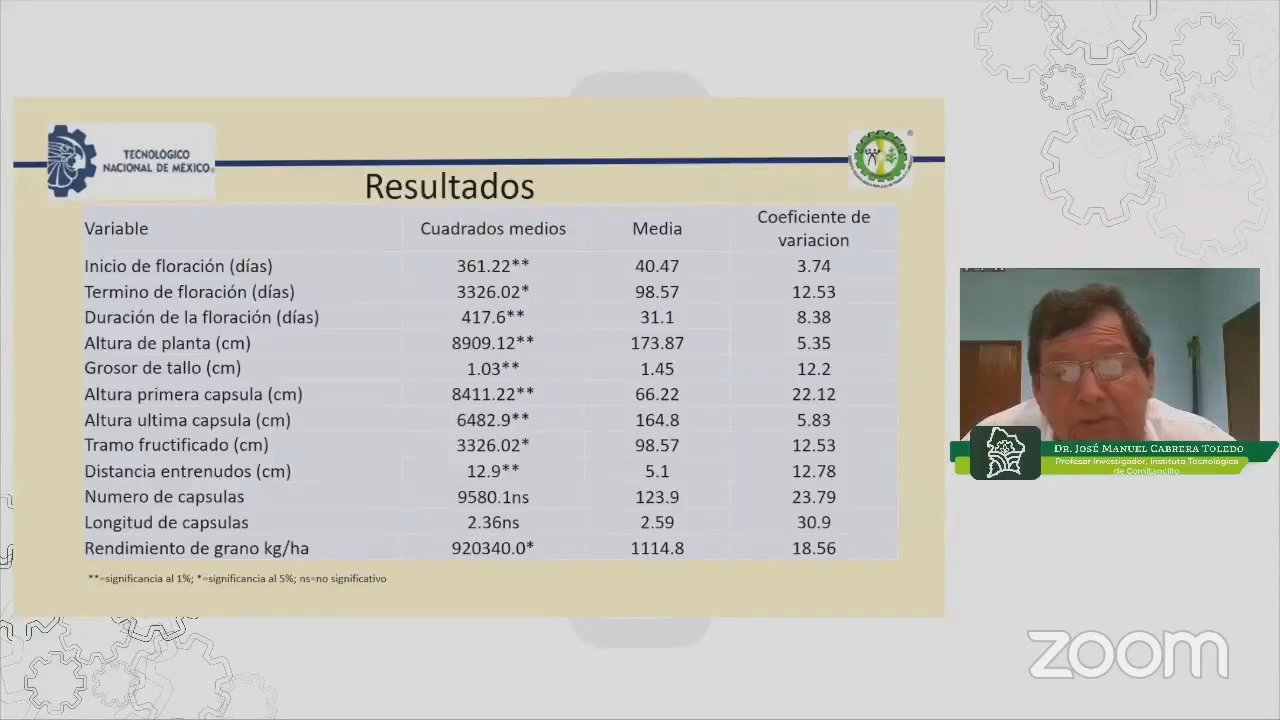 TECNOLÓGICO
NACIONAL DE MÉXICO
®
Resultados
Variable Cuadrados medios Media Coeficiente de variacion
Inicio de floración (días) 361.22** 40.47 3.74
Termino de floración (días) 3326.02* 98.57 12.53
Duración de la floración (días) 417.6** 31.1 8.38
Altura de planta (cm) 8909.12** 173.87 5.35
Grosor de tallo (cm) 1.03** 1.45 12.2
Altura primera capsula (cm) 8411.22** 66.22 22.12
Altura ultima capsula (cm) 6482.9** 164.8 5.83
Tramo fructificado (cm) 3326.02* 98.57 12.53
Distancia entrenudos (cm) 12.9** 5.1 12.78
Numero de capsulas 9580.1ns 123.9 23.79
Longitud de capsulas 2.36ns 2.59 30.9
Rendimiento de grano kg/ha 920340.0* 1114.8 18.56
**=significancia al 1%; *=significancia al 5%; ns=no significativo
Dr. José Manuel Cabrera Toledo
Profesor Investigador, Instituto Tecnológico
de Comitancillo
zoom